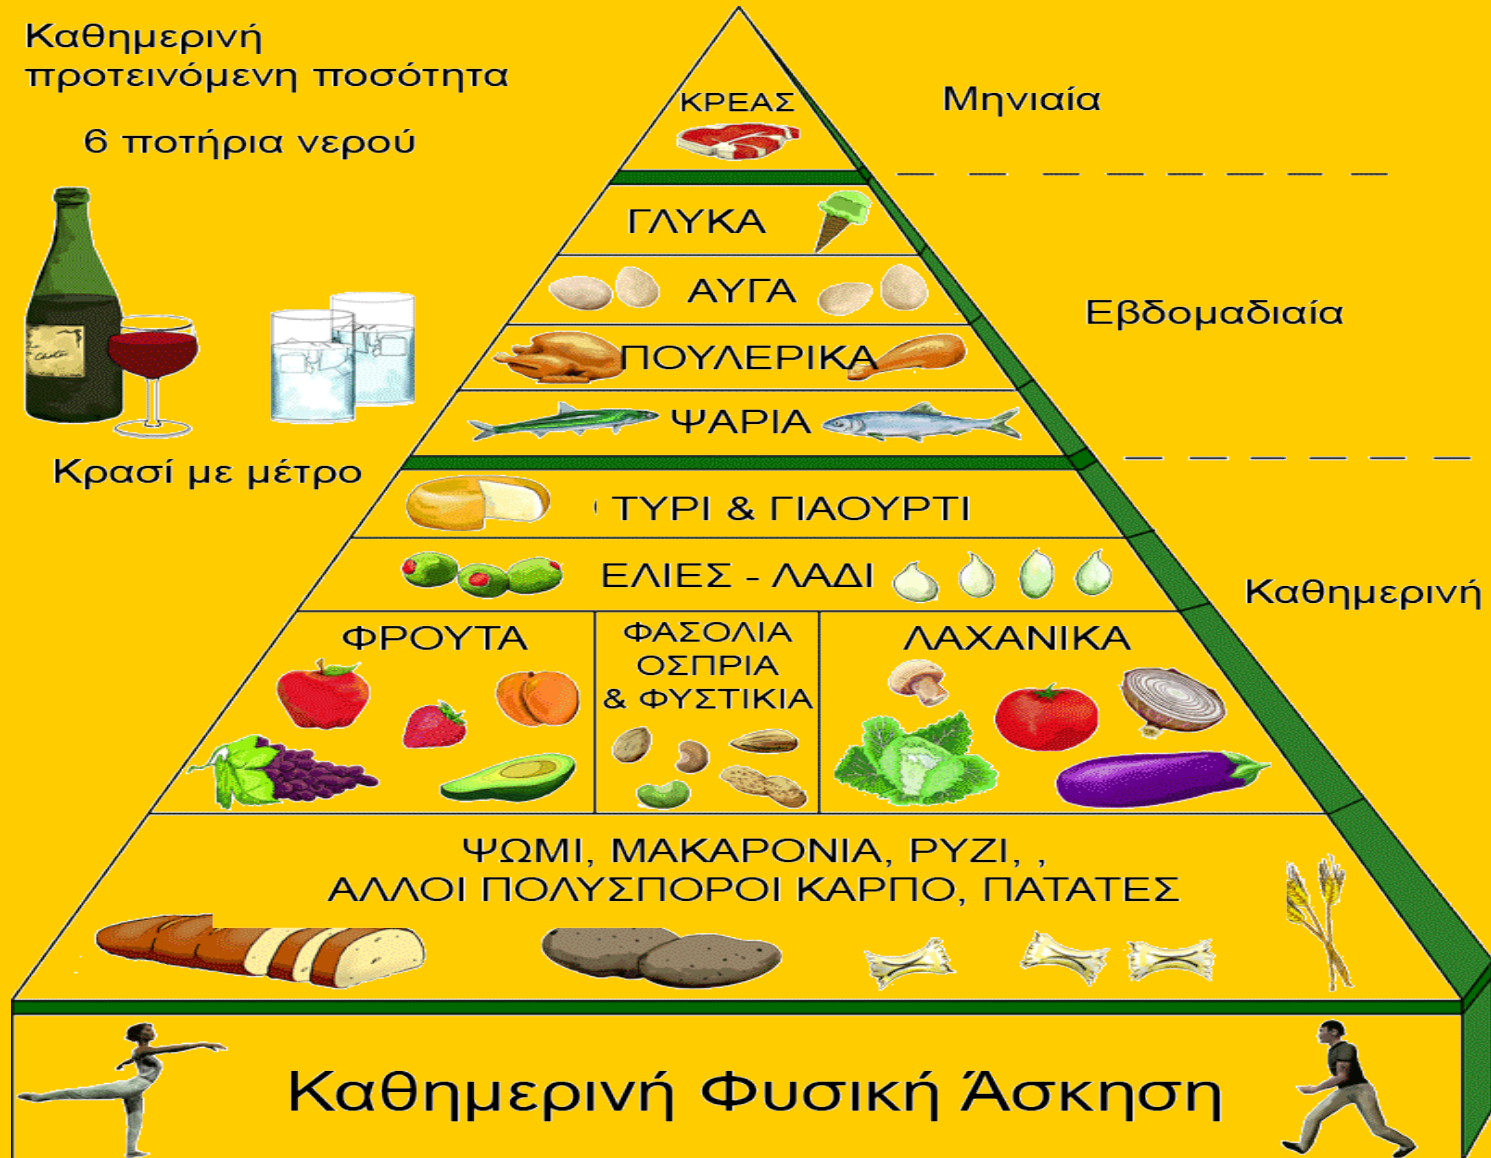 Καθημερινή
προτεινόμενη ποσότητα
6 ποτήρια νερού
Κρασί με μέτρο
ΚΡΕΑΣ
Μηνιαία
ΓΛΥΚΑ
ΑΥΓΑ
ΠΟΥΛΕΡΙΚΑ
ΨΑΡΙΑ
Εβδομαδιαία
ΤΥΡΙ & ΓΙΑΟΥΡΤΙ
ΕΛΙΕΣ - ΛΑΔΙ
Καθημερινή
ΦΡΟΥΤΑ
ΦΑΣΟΛΙΑ
ΟΣΠΡΙΑ
& ΦΥΣΤΙΚΙΑ
ΛΑΧΑΝΙΚΑ
ΨΩΜΙ, ΜΑΚΑΡΟΝΙΑ, ΡΥΖΙ, ,
ΑΛΛΟΙ ΠΟΛΥΣΠΟΡΟΙ ΚΑΡΠΟ, ΠΑΤΑΤΕΣ
Καθημερινή Φυσική Άσκηση